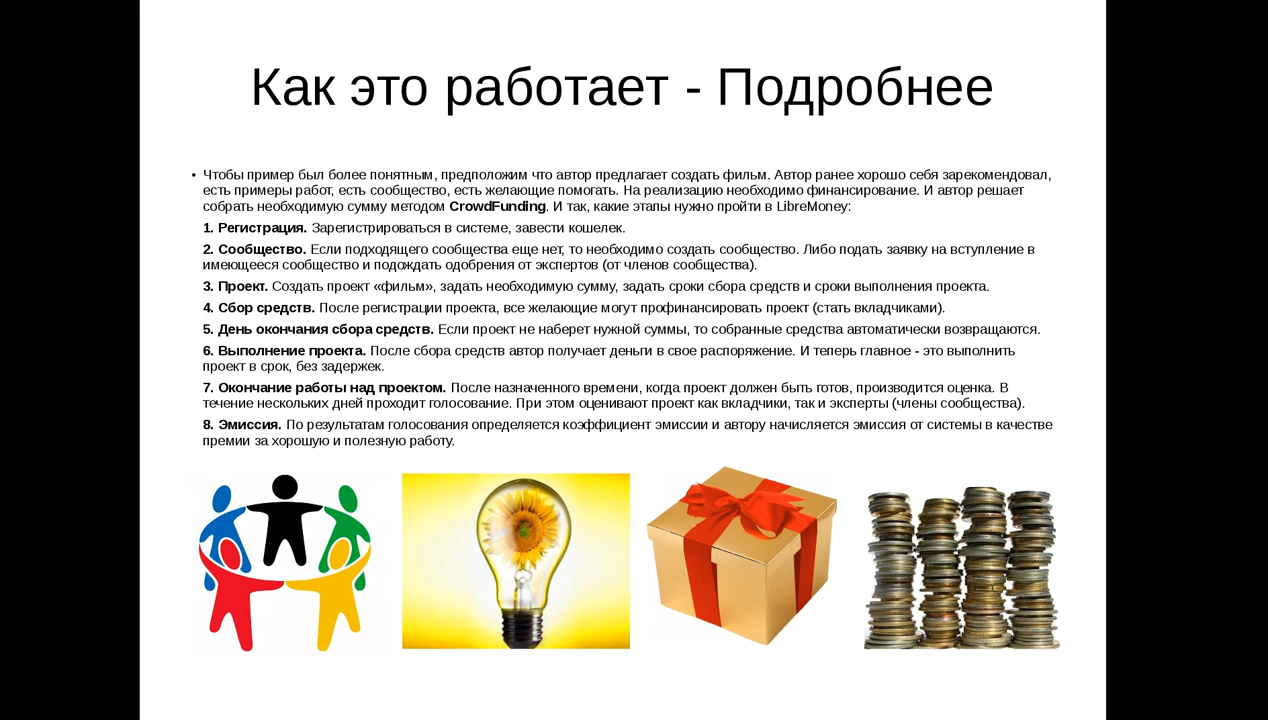 Как это работает - Подробнее
• Чтобы пример был более понятным, предположим что автор предлагает создать фильм. Автор ранее хорошо себя зарекомендовал,
есть примеры работ, есть сообщество, есть желающие помогать. На реализацию необходимо финансирование. И автор решает
собрать необходимую сумму методом CrowdFunding. И так, какие этапы нужно пройти в LibreMoney:
1. Регистрация. Зарегистрироваться в системе, завести кошелек.
2. Сообщество. Если подходящего сообщества еще нет, то необходимо создать сообщество. Либо подать заявку на вступление в
имеющееся сообщество и подождать одобрения от экспертов (от членов сообщества).
3. Проект. Создать проект «фильм», задать необходимую сумму, задать сроки сбора средств и сроки выполнения проекта.
4. Сбор средств. После регистрации проекта, все желающие могут профинансировать проект (стать вкладчиками).
5. День окончания сбора средств. Если проект не наберет нужной суммы, то собранные средства автоматически возвращаются.
6. Выполнение проекта. После сбора средств автор получает деньги в свое распоряжение. И теперь главное - это выполнить
проект в срок, без задержек.
7. Окончание работы над проектом. После назначенного времени, когда проект должен быть готов, производится оценка. В
течение нескольких дней проходит голосование. При этом оценивают проект как вкладчики, так и эксперты (члены сообщества).
8. Эмиссия. По результатам голосования определяется коэффициент эмиссии и автору начисляется эмиссия от системы в качестве
премии за хорошую и полезную работу.